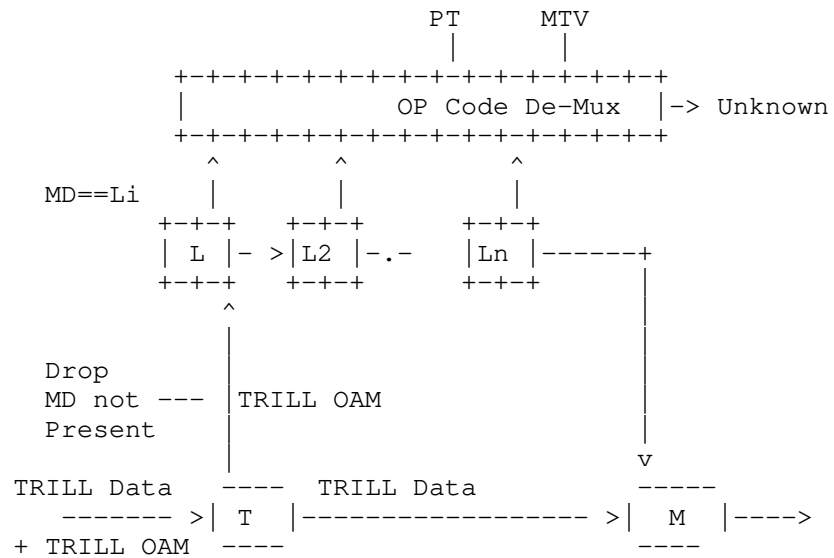 PT MTV
OP Code De-Mux -> Unknown
MD==Li
L - >L2 -.- Ln
Drop
MD not --- TRILL OAM
Present
TRILL Data TRILL Data
T M
+ TRILL OAM